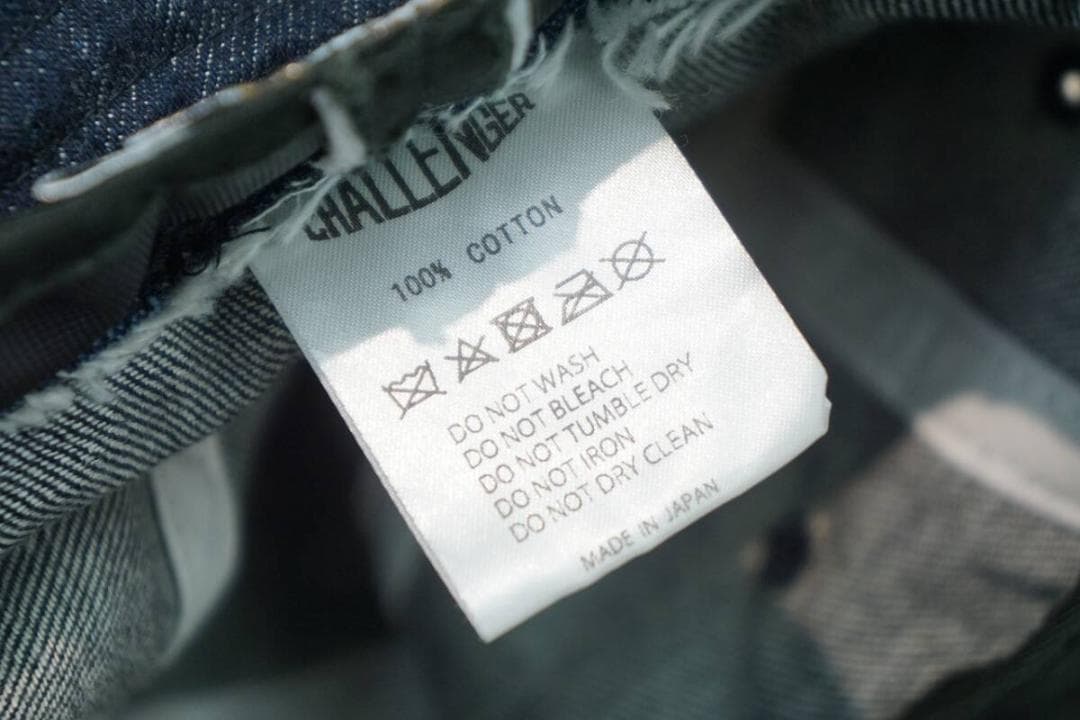 CHALLENGER
100% COTTON
DO NOT WASH
DO NOT BLEACH
DO NOT TUMBLE DRY
DO NOT IRON
DO NOT DRY CLEAN
MADE IN JAPAN